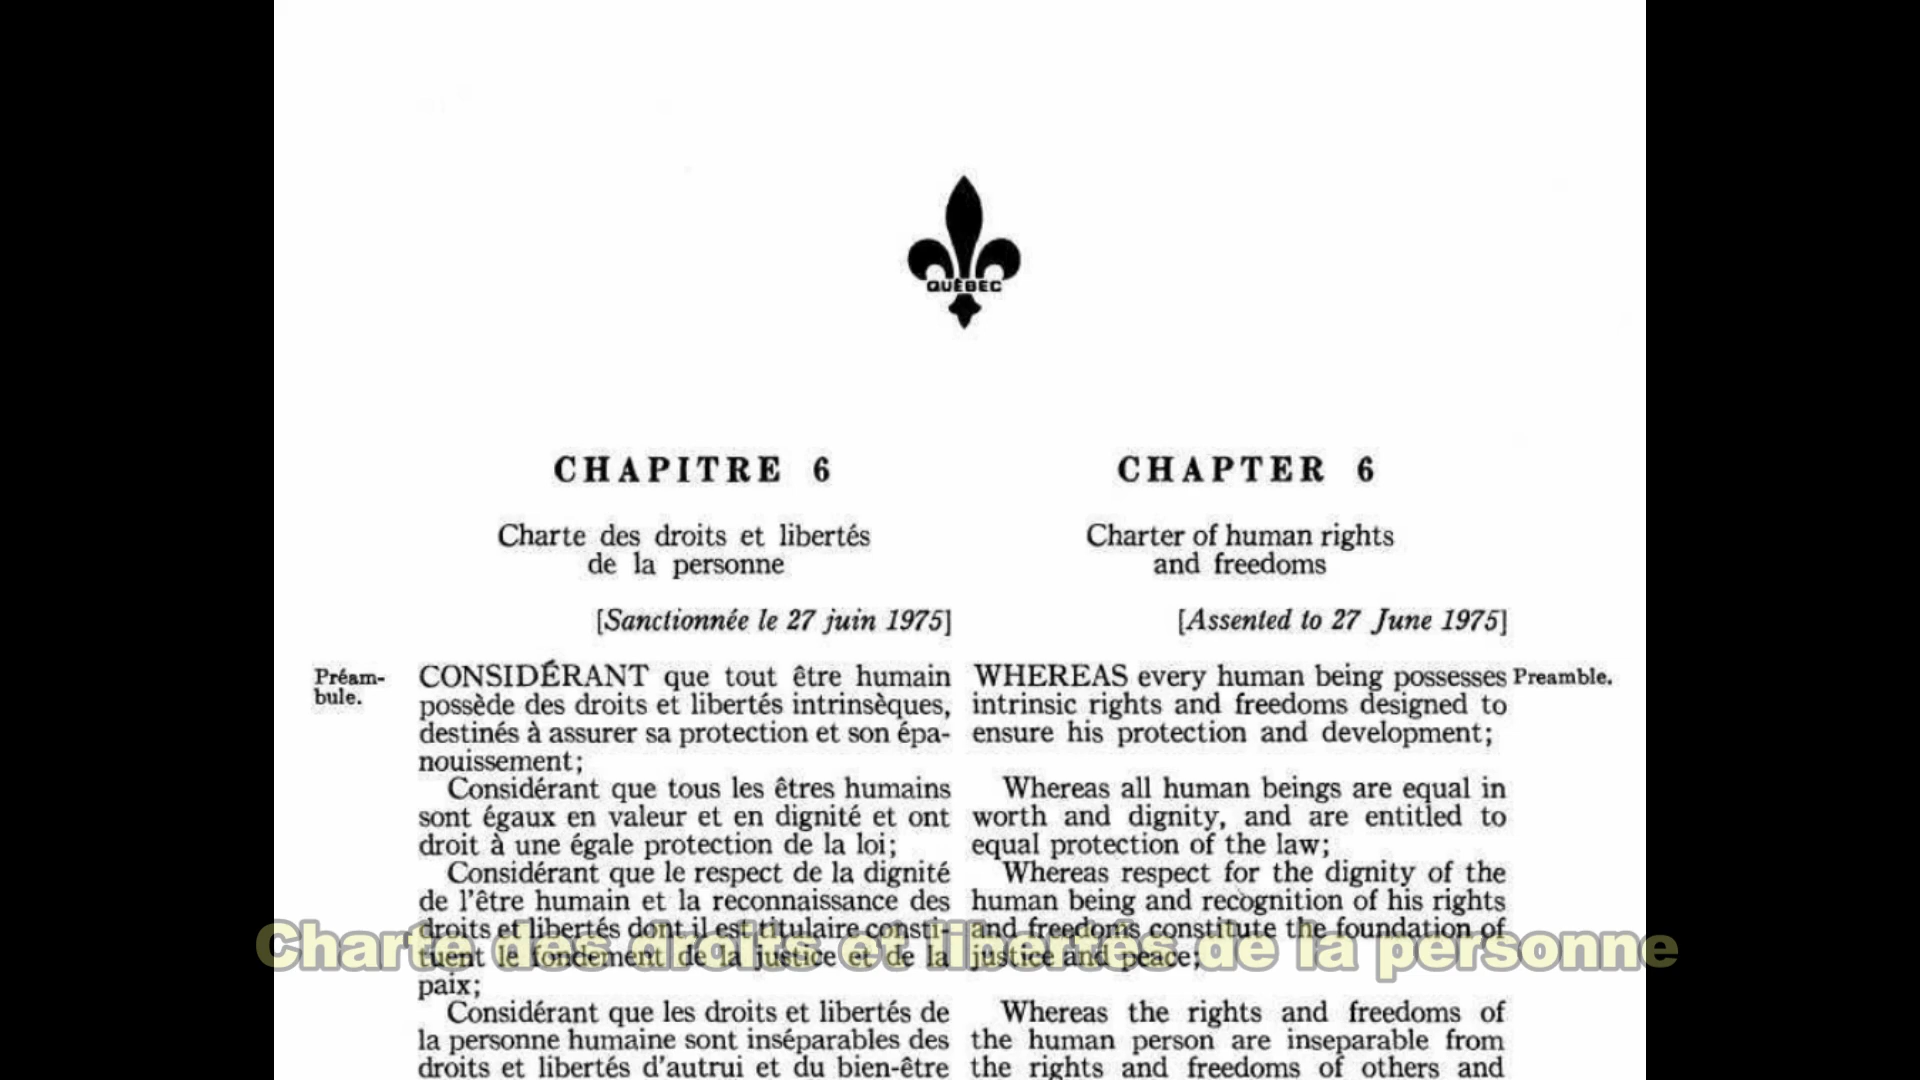 QUÉBEC
CHAPITRE 6
Charte des droits et libertés
de la personne
[Sanctionnée le 27 juin 1975]
Préam-
bule.
CONSIDÉRANT que tout être humain
possède des droits et libertés intrinsèques,
destinés à assurer sa protection et son épa-
nouissement;
Considérant que tous les êtres humains
sont égaux en valeur et en dignité et ont
droit à une égale protection de la loi;
Considérant que le respect de la dignité
de l'être humain et la reconnaissance des
droits et libertés dont il est titulaire consti-
tuent le fondement de la justice et de la
paix;
Considérant que les droits et libertés de
la personne humaine sont inséparables des
droits et libertés d'autrui et du bien-être
CHAPTER 6
Charter of human rights
and freedoms
[Assented to 27 June 1975]
WHEREAS every human being possesses
intrinsic rights and freedoms designed to
ensure his protection and development;
Preamble.
Whereas all human beings are equal in
worth and dignity, and are entitled to
equal protection of the law;
Whereas respect for the dignity of the
human being and recognition of his rights
and freedoms constitute the foundation of
justice and peace;
Whereas the rights and freedoms of
the human person are inseparable from
the rights and freedoms of others and
Charte des droits et libertés de la personne